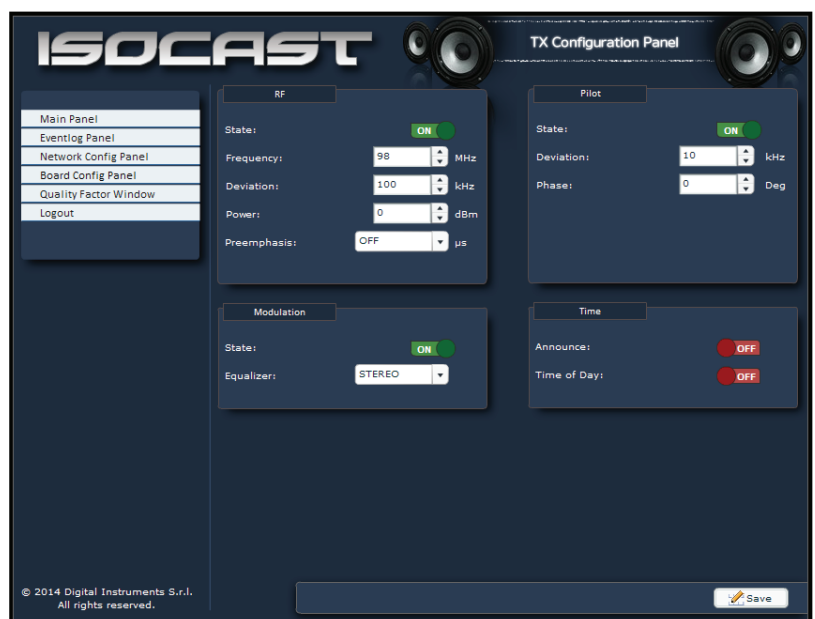 ISOCAST
TX Configuration Panel
Main Panel
Eventlog Panel
Network Config Panel
Board Config Panel
Quality Factor Window
Logout
RF
State: ON
Frequency: 98 MHz
Deviation: 100 kHz
Power: 0 dBm
Preemphasis: OFF µs
Pilot
State: ON
Deviation: 10 kHz
Phase: 0 Deg
Modulation
State: ON
Equalizer: STEREO
Time
Announce: OFF
Time of Day: OFF
© 2014 Digital Instruments S.r.l.
All rights reserved.
Save